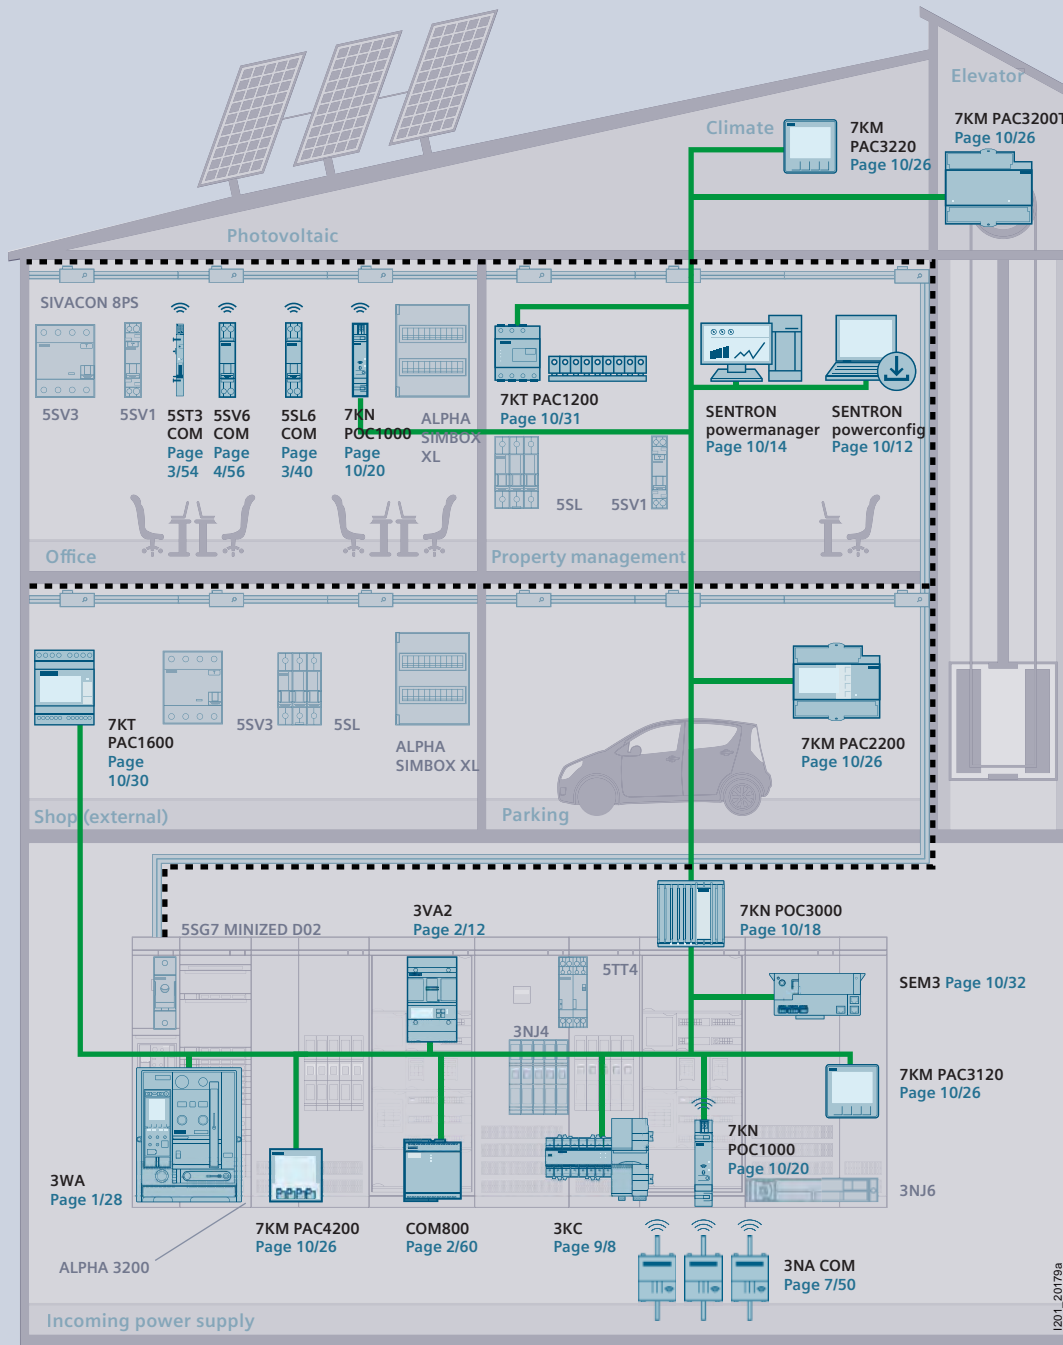 Elevator
Climate
7KM
PAC3220
Page 10/26
7KM PAC3200T
Page 10/26
Photovoltaic
SIVACON 8PS
5SV3
5SV1
5ST3
COM
Page
3/54
5SV6
COM
Page
4/56
5SL6
COM
Page
3/40
7KN
POC1000
Page
10/20
ALPHA
SIMBOX
XL
7KT PAC1200
Page 10/31
SENTRON
powermanager
Page 10/14
SENTRON
powerconfig
Page 10/12
5SL
5SV1
Office
Property management
7KT
PAC1600
Page
10/30
5SV3
5SL
ALPHA
SIMBOX XL
7KM PAC2200
Page 10/26
Shop (external)
Parking
5SG7 MINIZED D02
3VA2
Page 2/12
7KN POC3000
Page 10/18
5TT4
SEM3 Page 10/32
3NJ4
7KM PAC3120
Page 10/26
3WA
Page 1/28
7KN
POC1000
Page 10/20
3NJ6
7KM PAC4200
Page 10/26
COM800
Page 2/60
3KC
Page 9/8
ALPHA 3200
3NA COM
Page 7/50
Incoming power supply
I201_20179a